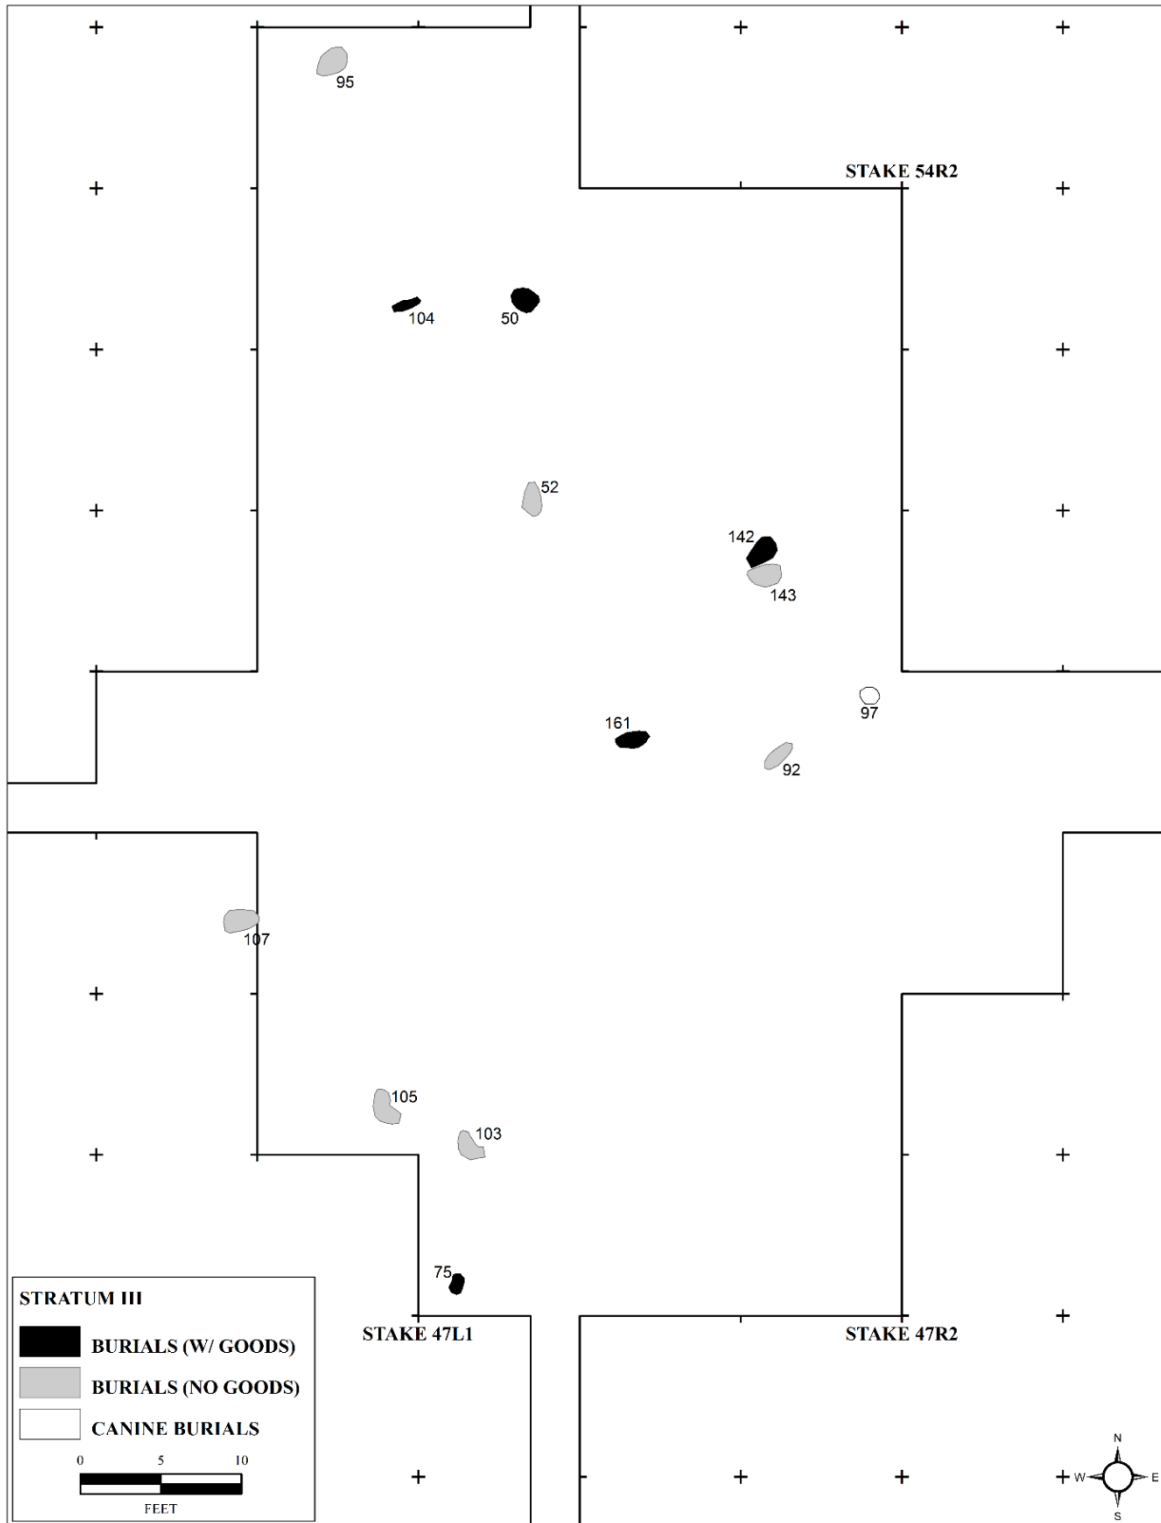 95
STAKE 54R2
104
50
52
142
143
97
161
92
107
105
103
75
STAKE 47L1
STAKE 47R2
STRATUM III
BURIALS (W/ GOODS)
BURIALS (NO GOODS)
CANINE BURIALS
0 5 10
FEET
N
W E
S